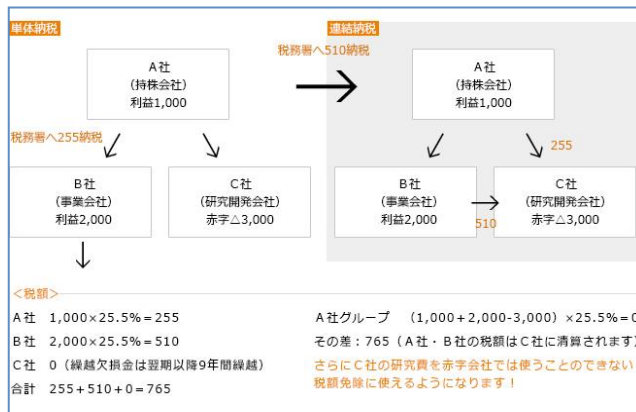 単体納税
連結納税
税務署へ510納税
A社
(持株会社)
利益1,000
A社
(持株会社)
利益1,000
税務署へ255納税
255
B社
(事業会社)
利益2,000
C社
(研究開発会社)
赤字△3,000
B社
(事業会社)
利益2,000
510
C社
(研究開発会社)
赤字△3,000
<税額>
A社 1,000×25.5%=255
B社 2,000×25.5%=510
C社 0(繰越欠損金は翌期以降9年間繰越)
合計 255+510+0=765
A社グループ (1,000+2,000-3,000)×25.5%=0
その差:765(A社・B社の税額はC社に清算されます)
さらにC社の研究費を赤字会社では使うことのできない
税額免除に使えるようになります!